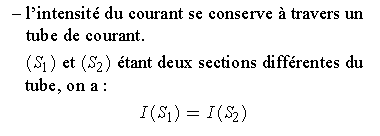 – l'intensité du courant se conserve à travers un
tube de courant.
(S₁) et (S₂) étant deux sections différentes du
tube, on a :
I(S₁) = I(S₂)